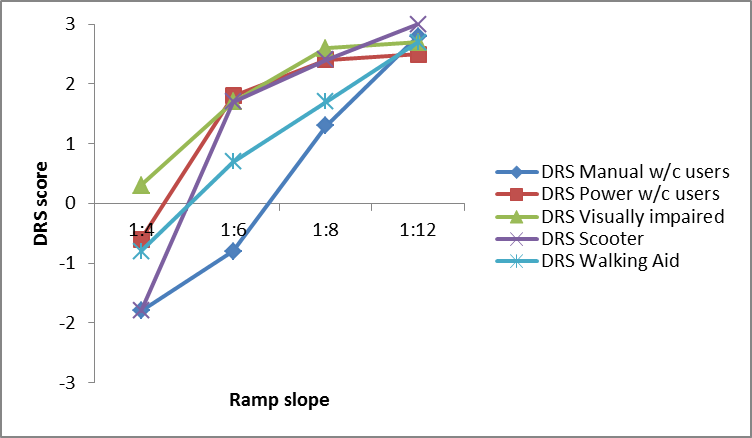 3
2
1
0
-1
-2
-3
DRS score
1:4 1:6 1:8 1:12
Ramp slope
DRS Manual w/c users
DRS Power w/c users
DRS Visually impaired
DRS Scooter
DRS Walking Aid